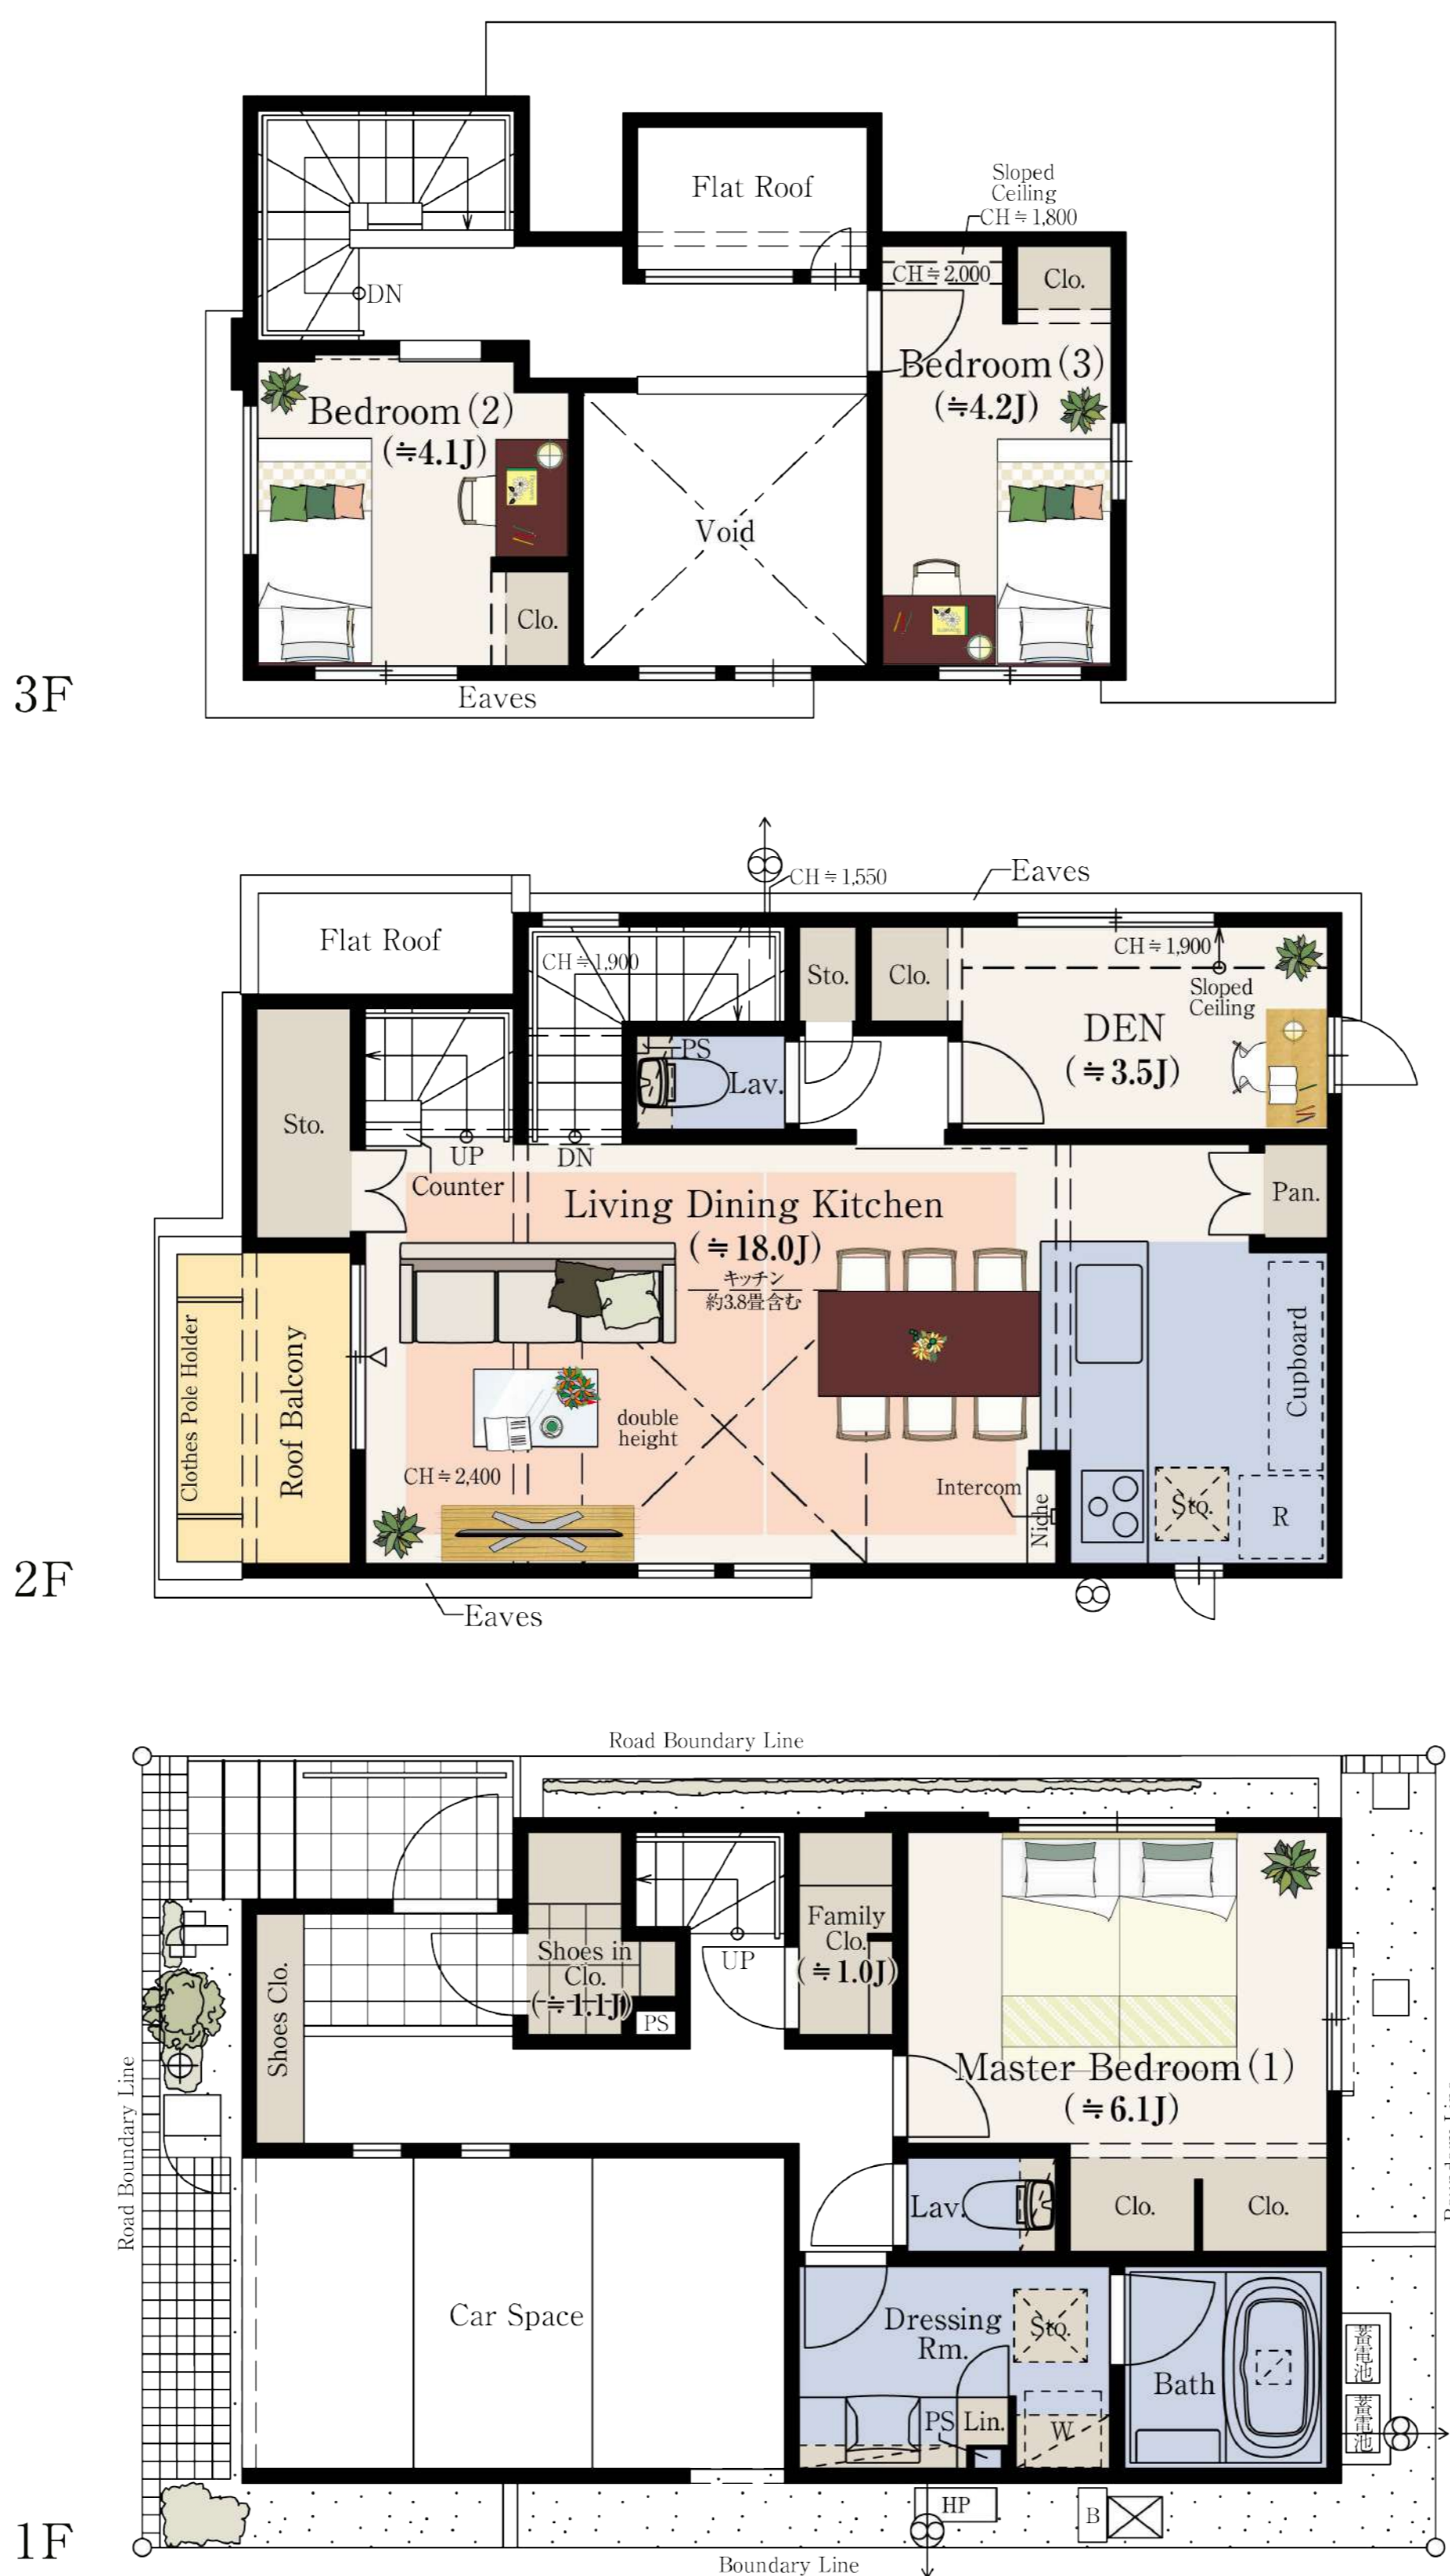 Sloped
Ceiling
CH≒1,800
Flat Roof
CH≒2,000
Clo.
DN
Bedroom(3)
(≒4.2J)
Bedroom(2)
(≒4.1J)
Void
Clo.
3F
Eaves
CH≒1,550
Eaves
Flat Roof
CH≒1,900
CH≒1,900
Sto.
Clo.
Sloped
Ceiling
DEN
(≒3.5J)
PS
Lav.
Sto.
UP
DN
Counter
Pan.
Living Dining Kitchen
(≒18.0J)
キッチン
約3.8畳含む
Clothes Pole Holder
Roof Balcony
Cupboard
double
height
CH≒2,400
Intercom
Niche
Sto.
R
2F
Eaves
Road Boundary Line
Family
Clo.
(≒1.0J)
Shoes in
Clo.
(≒1.1J)
UP
PS
Shoes Clo.
Master Bedroom(1)
(≒6.1J)
Road Boundary Line
Lav.
Clo.
Clo.
Car Space
Dressing
Rm.
Sto.
Bath
PS
Lin.
W
蓄電池
蓄電池
HP
B
1F
Boundary Line